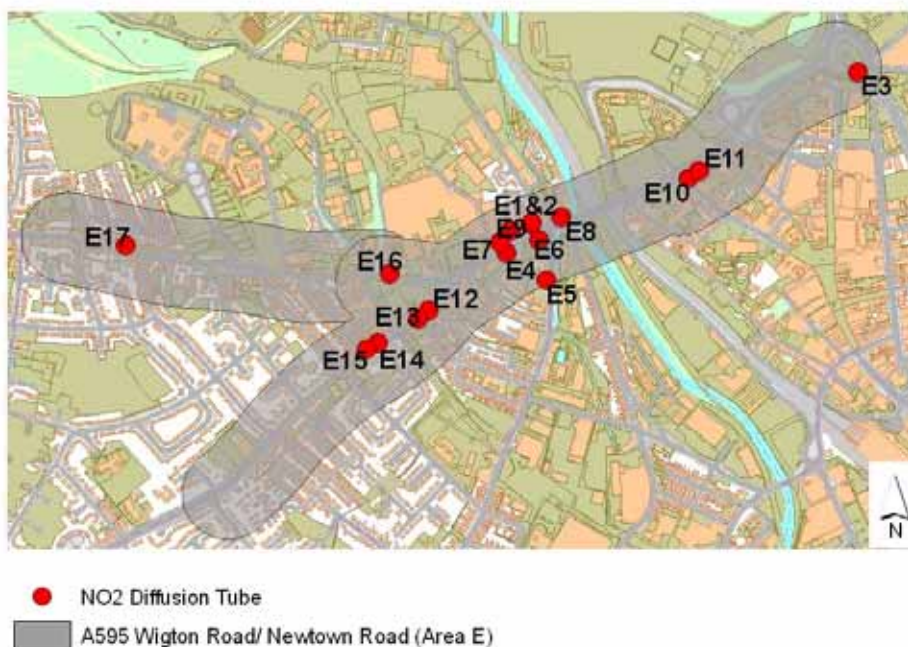 E3
E11
E10
E1&2
E9
E8
E7
E6
E17
E4
E16
E5
E12
E13
E15
E14
N
NO2 Diffusion Tube
A595 Wigton Road/ Newtown Road (Area E)